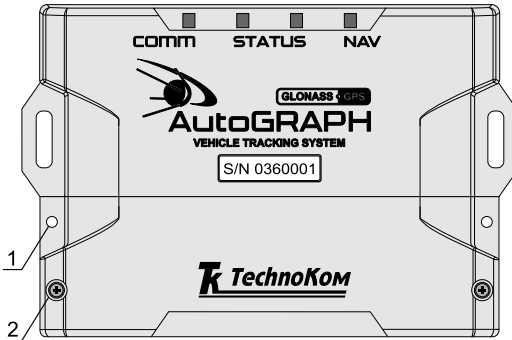 COMM STATUS NAV
GLONASS GPS
AutoGRAPH
VEHICLE TRACKING SYSTEM
S/N 0360001
1
TK TECHNOKOM
2